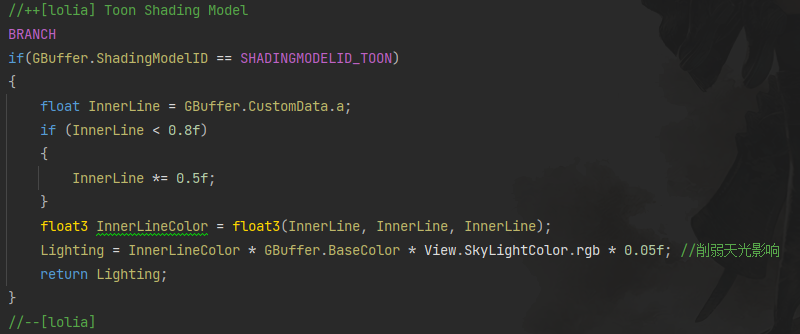 //++[lolia] Toon Shading Model
BRANCH
if(GBuffer.ShadingModelID == SHADINGMODELID_TOON)
{
    float InnerLine = GBuffer.CustomData.a;
    if (InnerLine < 0.8f)
    {
        InnerLine *= 0.5f;
    }
    float3 InnerLineColor = float3(InnerLine, InnerLine, InnerLine);
    Lighting = InnerLineColor * GBuffer.BaseColor * View.SkyLightColor.rgb * 0.05f; //削弱天光影响
    return Lighting;
}
//--[lolia]